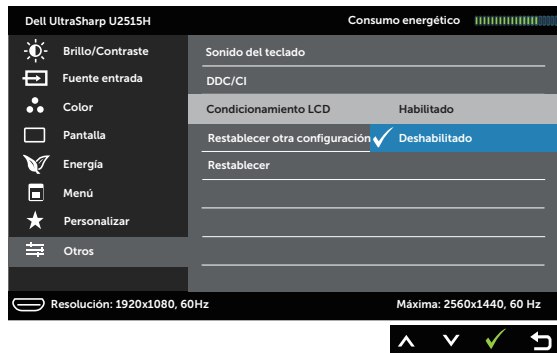 Dell UltraSharp U2515H Consumo energético
Brillo/Contraste Sonido del teclado
Fuente entrada DDC/CI
Color Condicionamiento LCD Habilitado
Pantalla Restablecer otra configuración Deshabilitado
Energía Restablecer
Menú
Personalizar
Otros
Resolución: 1920x1080, 60Hz Máxima: 2560x1440, 60 Hz